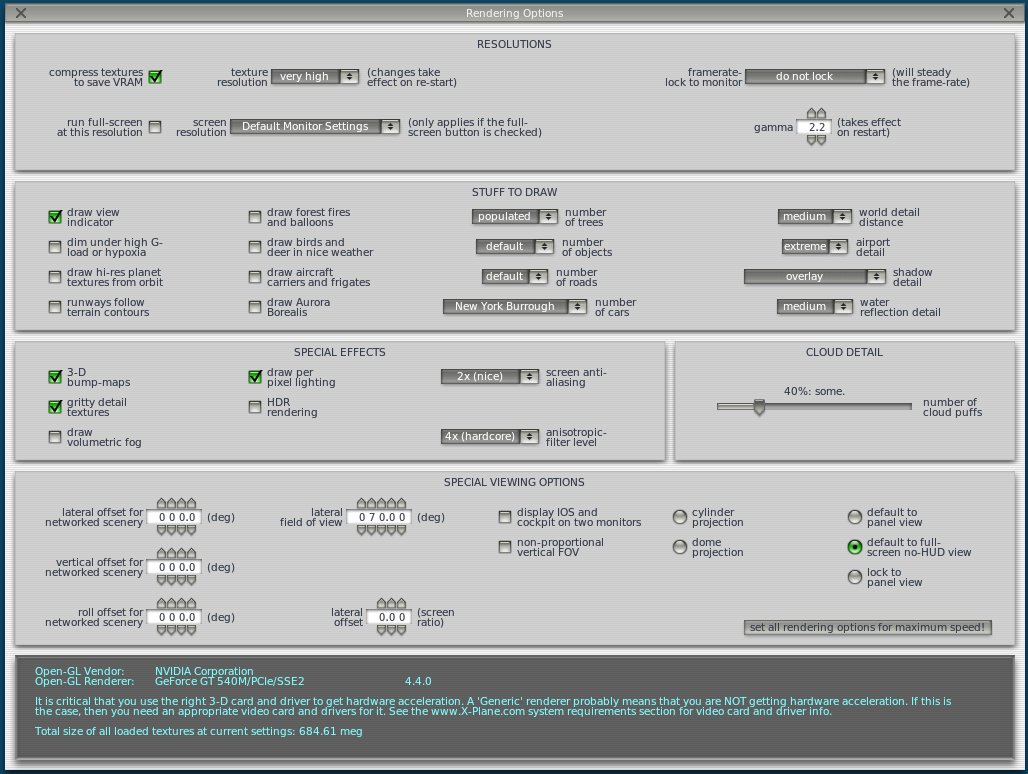 Rendering Options
RESOLUTIONS
compress textures
to save VRAM
texture
resolution
very high
(changes take
effect on re-start)
framerate-
lock to monitor
do not lock
(will steady
the frame-rate)
run full-screen
at this resolution
screen
resolution
Default Monitor Settings
(only applies if the full-
screen button is checked)
gamma
2.2
(takes effect
on restart)
STUFF TO DRAW
draw view
indicator
draw forest fires
and balloons
populated
number
of trees
medium
world detail
distance
dim under high G-
load or hypoxia
draw birds and
deer in nice weather
default
number
of objects
extreme
airport
detail
draw hi-res planet
textures from orbit
draw aircraft
carriers and frigates
default
number
of roads
overlay
shadow
detail
runways follow
terrain contours
draw Aurora
Borealis
New York Burrough
number
of cars
medium
water
reflection detail
SPECIAL EFFECTS
3-D
bump-maps
draw per
pixel lighting
2x (nice)
screen anti-
aliasing
gritty detail
textures
HDR
rendering
draw
volumetric fog
4x (hardcore)
anisotropic-
filter level
CLOUD DETAIL
40%: some.
number of
cloud puffs
SPECIAL VIEWING OPTIONS
lateral offset for
networked scenery
0 0 0.0
(deg)
lateral
field of view
0 7 0.0 0
(deg)
display IOS and
cockpit on two monitors
cylinder
projection
default to
panel view
non-proportional
vertical FOV
dome
projection
default to full-
screen no-HUD view
vertical offset for
networked scenery
0 0 0.0
(deg)
lock to
panel view
roll offset for
networked scenery
0 0 0.0
(deg)
lateral
offset
0.0 0
(screen
ratio)
set all rendering options for maximum speed!
Open-GL Vendor: NVIDIA Corporation
Open-GL Renderer: GeForce GT 540M/PCIe/SSE2 4.4.0
It is critical that you use the right 3-D card and driver to get hardware acceleration. A 'Generic' renderer probably means that you are NOT getting hardware acceleration. If this is
the case, then you need an appropriate video card and drivers for it. See the www.X-Plane.com system requirements section for video card and driver info.
Total size of all loaded textures at current settings: 684.61 meg